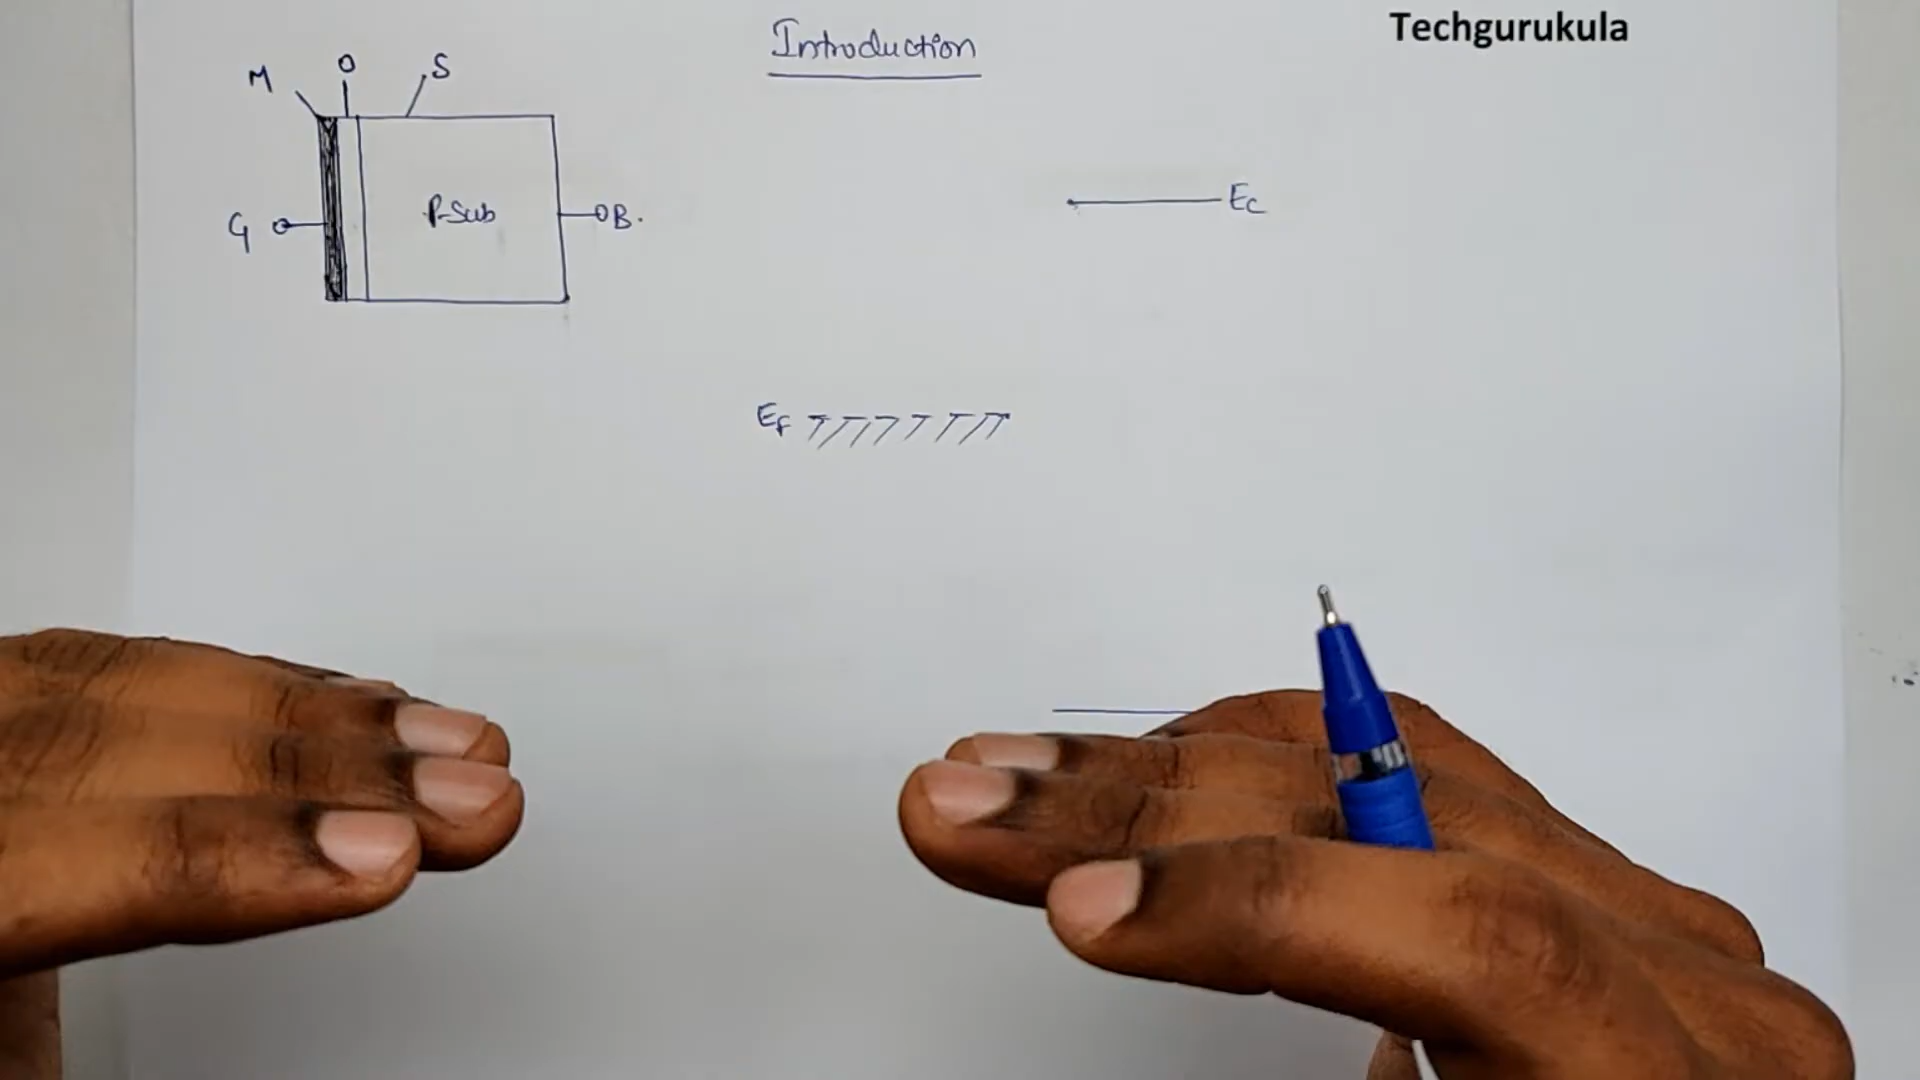 Introduction
Techgurukula
M O S
G P-Sub B.
Ec
Ef